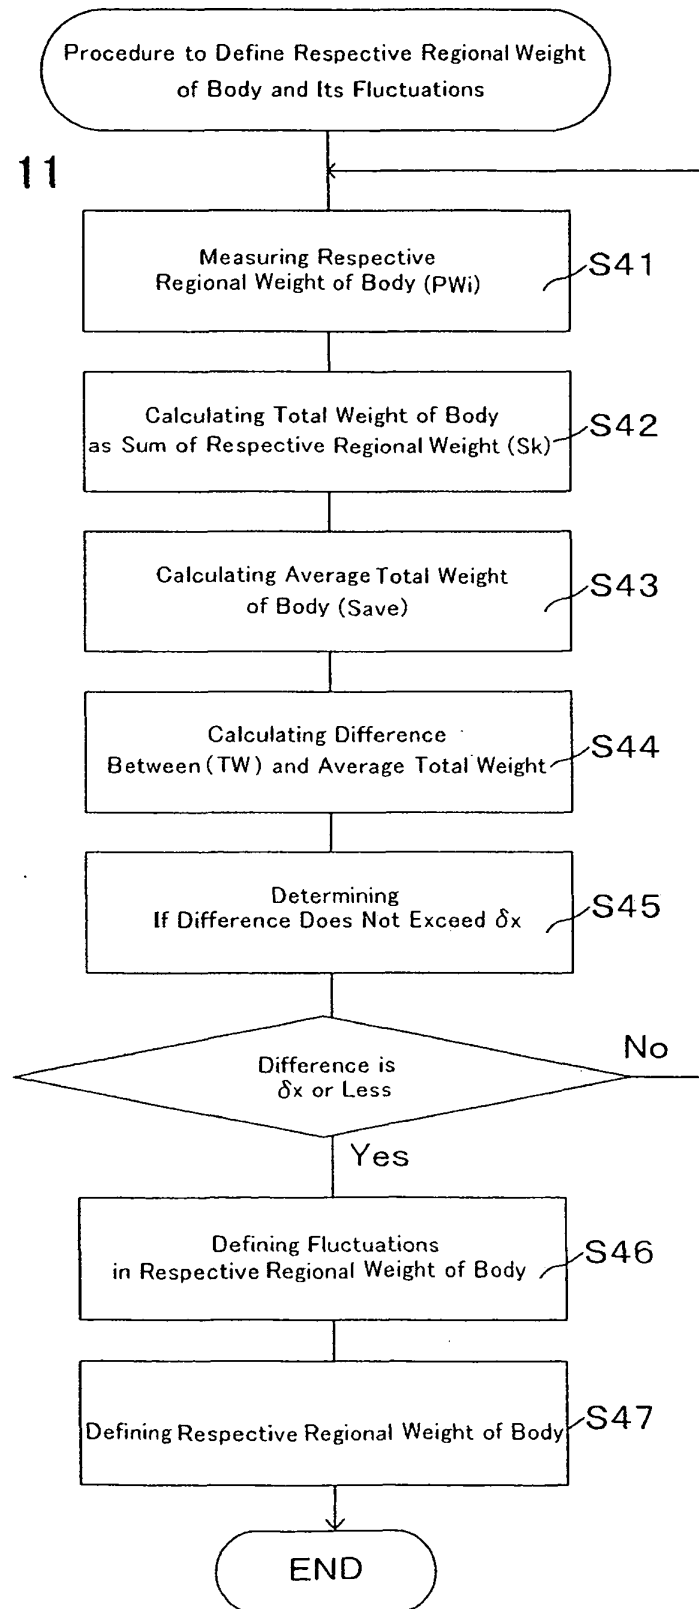 Procedure to Define Respective Regional Weight
of Body and Its Fluctuations
11
Measuring Respective
Regional Weight of Body (PWi)
S41
Calculating Total Weight of Body
as Sum of Respective Regional Weight (Sk)
S42
Calculating Average Total Weight
of Body (Save)
S43
Calculating Difference
Between (TW) and Average Total Weight
S44
Determining
If Difference Does Not Exceed δx
S45
Difference is
δx or Less
No
Yes
Defining Fluctuations
in Respective Regional Weight of Body
S46
Defining Respective Regional Weight of Body
S47
END